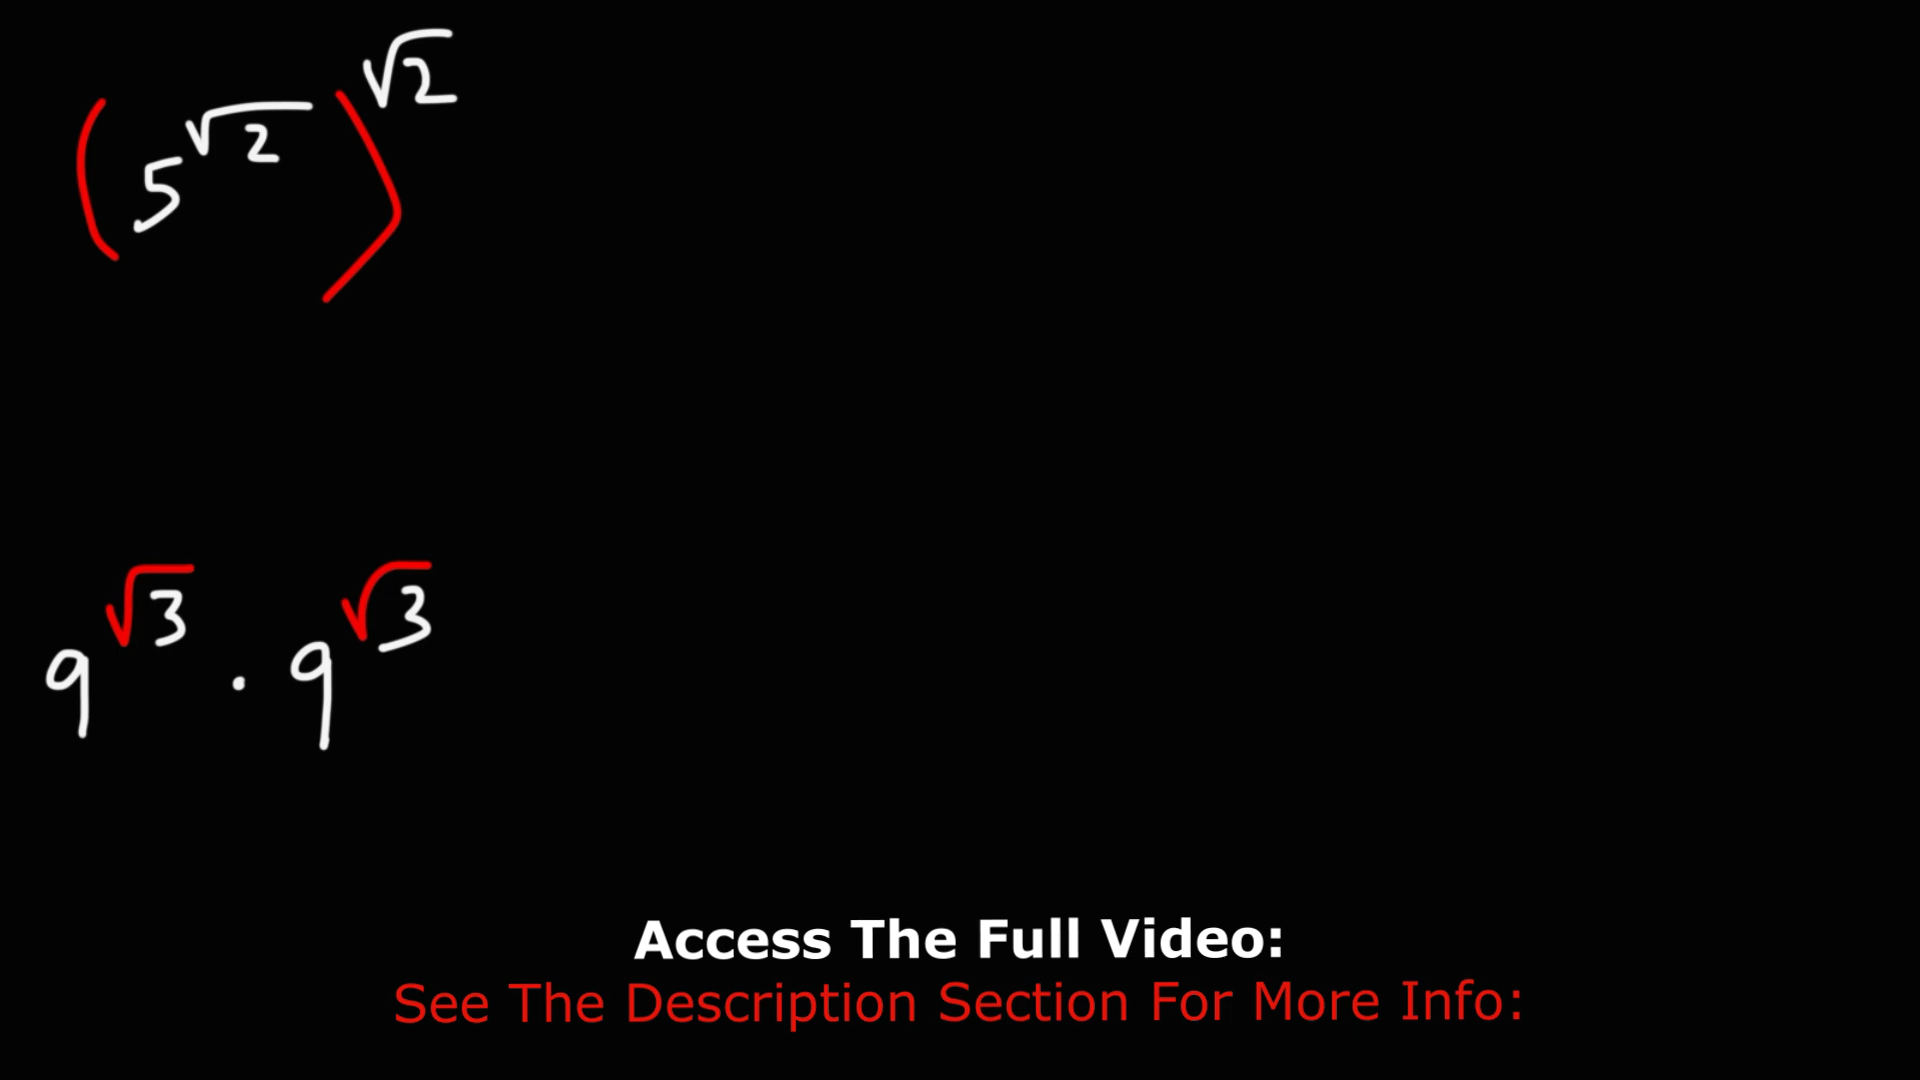 (5^√2)^√2
9^√3 · 9^√3
Access The Full Video:
See The Description Section For More Info: